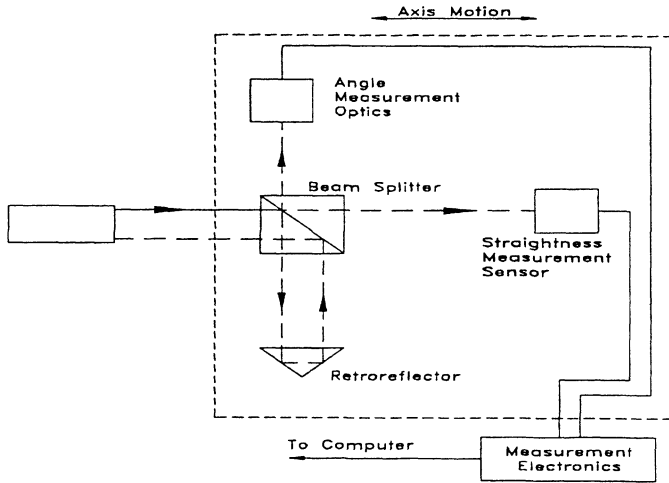 Axis Motion
Angle
Measurement
Optics
Beam Splitter
Straightness
Measurement
Sensor
Retroreflector
To Computer
Measurement
Electronics